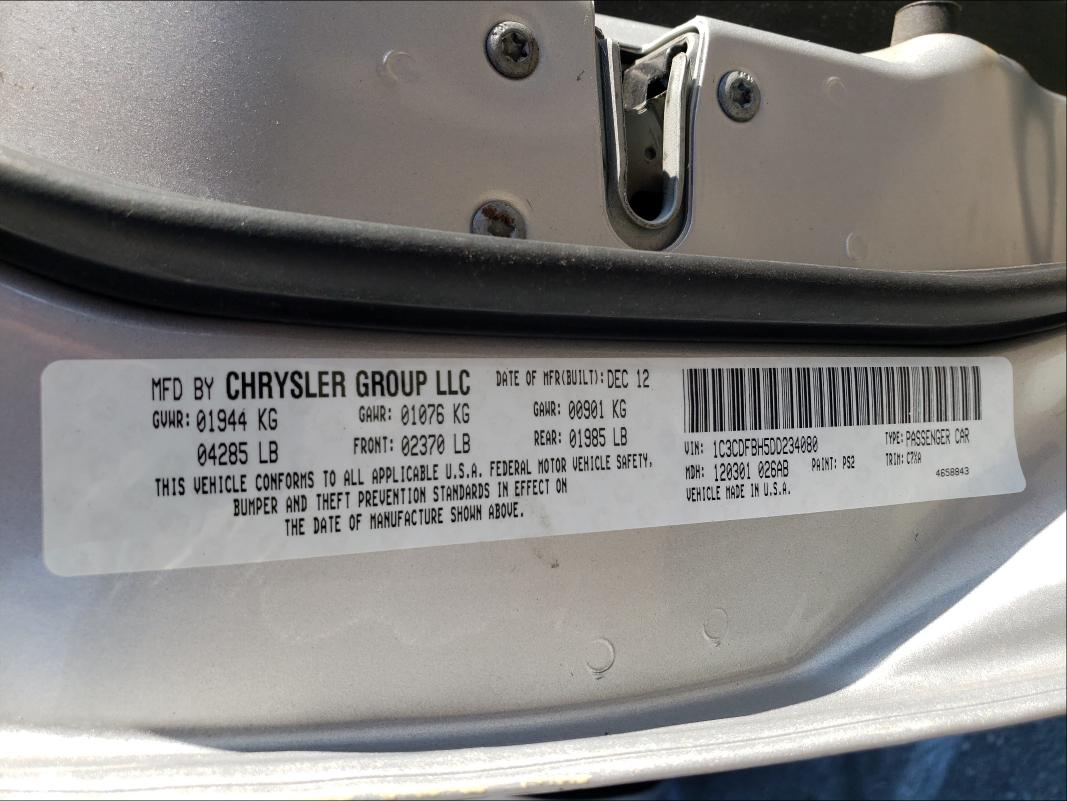 MFD BY CHRYSLER GROUP LLC DATE OF MFR(BUILT): DEC 12
GVWR: 01944 KG GAWR: 01076 KG GAWR: 00901 KG
04285 LB FRONT: 02370 LB REAR: 01985 LB
THIS VEHICLE CONFORMS TO ALL APPLICABLE U.S.A. FEDERAL MOTOR VEHICLE SAFETY,
BUMPER AND THEFT PREVENTION STANDARDS IN EFFECT ON
THE DATE OF MANUFACTURE SHOWN ABOVE.
VIN: 1C3CDFBH5DD234080 TYPE: PASSENGER CAR
MDH: 120301 026AB PAINT: PS2 TRIM: C7XA
VEHICLE MADE IN U.S.A. 4658843